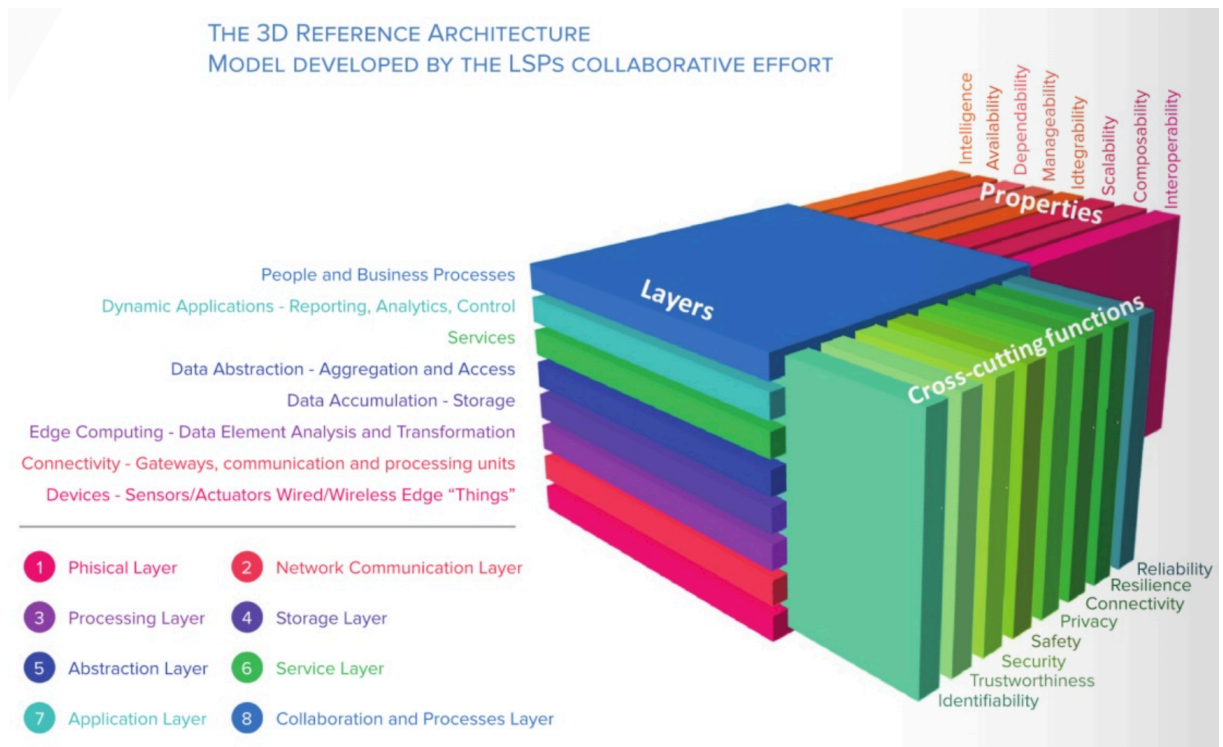 THE 3D REFERENCE ARCHITECTURE
MODEL DEVELOPED BY THE LSPS COLLABORATIVE EFFORT
Intelligence
Availability
Dependability
Manageability
Idtegrability
Scalability
Composability
Interoperability
Properties
Layers
Cross-cutting functions
People and Business Processes
Dynamic Applications - Reporting, Analytics, Control
Services
Data Abstraction - Aggregation and Access
Data Accumulation - Storage
Edge Computing - Data Element Analysis and Transformation
Connectivity - Gateways, communication and processing units
Devices - Sensors/Actuators Wired/Wireless Edge “Things”
Reliability
Resilience
Connectivity
Privacy
Safety
Security
Trustworthiness
Identifiability
1 Phisical Layer
2 Network Communication Layer
3 Processing Layer
4 Storage Layer
5 Abstraction Layer
6 Service Layer
7 Application Layer
8 Collaboration and Processes Layer